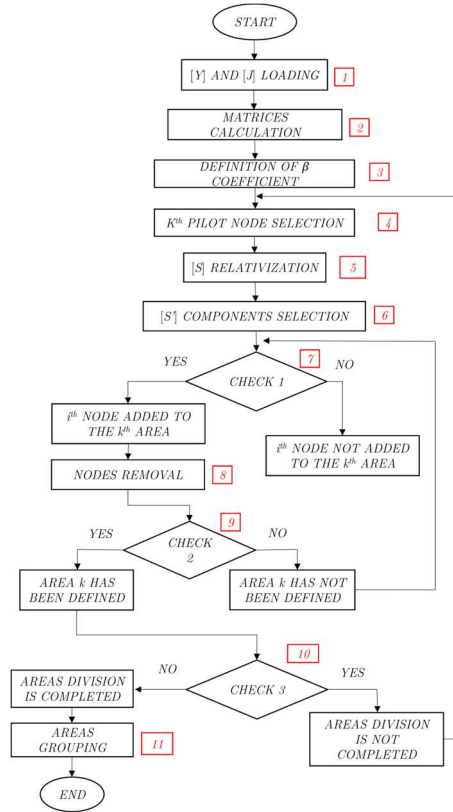 START
[Y] AND [J] LOADING
1
MATRICES
CALCULATION
2
DEFINITION OF β
COEFFICIENT
3
Kᵗʰ PILOT NODE SELECTION
4
[S] RELATIVIZATION
5
[S'] COMPONENTS SELECTION
6
7
YES
NO
CHECK 1
iᵗʰ NODE ADDED TO
THE kᵗʰ AREA
iᵗʰ NODE NOT ADDED
TO THE kᵗʰ AREA
NODES REMOVAL
8
9
YES
NO
CHECK
2
AREA k HAS
BEEN DEFINED
AREA k HAS NOT
BEEN DEFINED
10
NO
YES
CHECK 3
AREAS DIVISION
IS COMPLETED
AREAS DIVISION
IS NOT
COMPLETED
AREAS
GROUPING
11
END